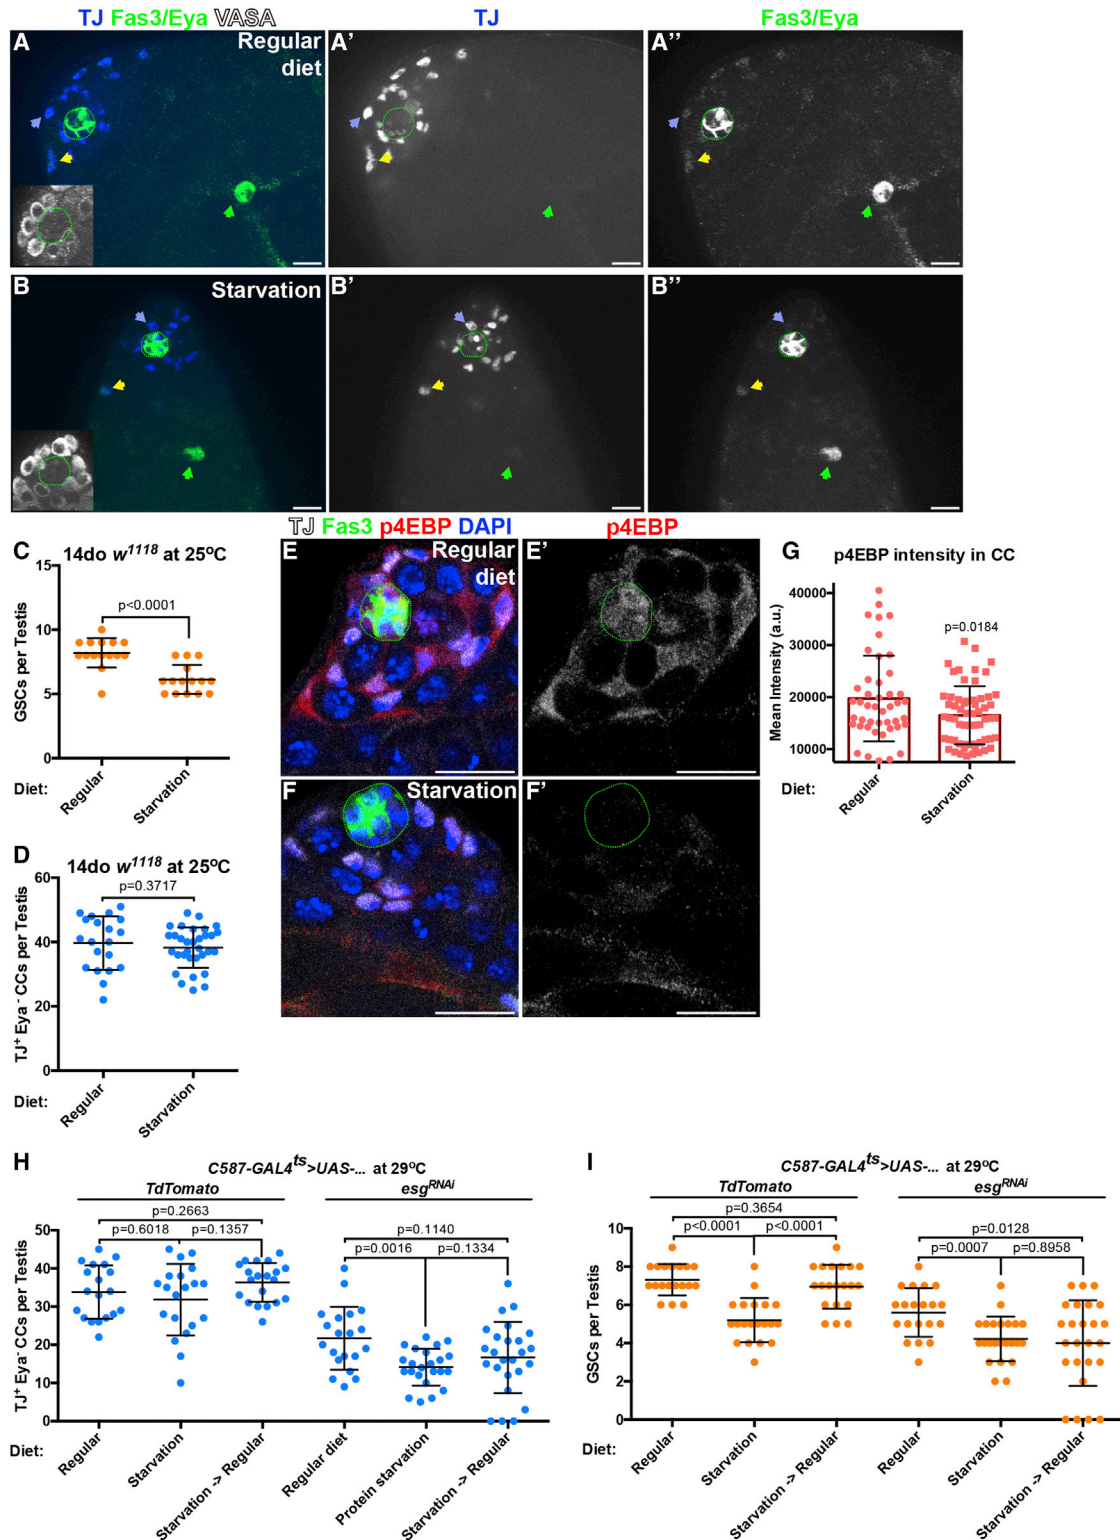 TJ Fas3/Eya VASA
TJ
Fas3/Eya
A
Regular
diet
A'
A''
B
Starvation
B'
B''
C
14do w1118 at 25oC
p<0.0001
GSCs per Testis
15
10
5
0
Diet:
Regular
Starvation
D
14do w1118 at 25oC
p=0.3717
TJ+ Eya- CCs per Testis
60
40
20
0
Diet:
Regular
Starvation
TJ Fas3 p4EBP DAPI
p4EBP
E
Regular
diet
E'
F
Starvation
F'
G
p4EBP intensity in CC
p=0.0184
Mean Intensity (a.u.)
40000
30000
20000
10000
Diet:
Regular
Starvation
H
C587-GAL4ts>UAS-... at 29oC
TdTomato
esgRNAi
p=0.2663
p=0.6018
p=0.1357
p=0.1140
p=0.0016
p=0.1334
TJ+ Eya- CCs per Testis
50
40
30
20
10
0
Diet:
Regular
Starvation
Starvation -> Regular
Regular diet
Protein starvation
Starvation -> Regular
I
C587-GAL4ts>UAS-... at 29oC
TdTomato
esgRNAi
p=0.3654
p<0.0001
p<0.0001
p=0.0128
p=0.0007
p=0.8958
GSCs per Testis
10
8
6
4
2
0
Diet:
Regular
Starvation
Starvation -> Regular
Regular
Starvation
Starvation -> Regular